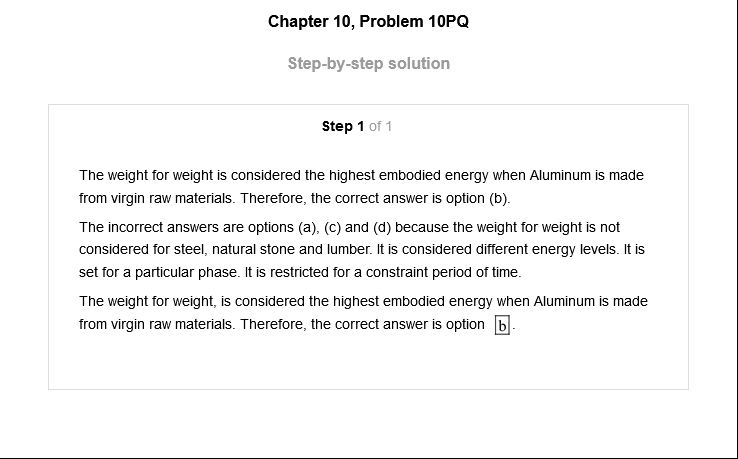 Chapter 10, Problem 10PQ
Step-by-step solution
Step 1 of 1
The weight for weight is considered the highest embodied energy when Aluminum is made
from virgin raw materials. Therefore, the correct answer is option (b).
The incorrect answers are options (a), (c) and (d) because the weight for weight is not
considered for steel, natural stone and lumber. It is considered different energy levels. It is
set for a particular phase. It is restricted for a constraint period of time.
The weight for weight, is considered the highest embodied energy when Aluminum is made
from virgin raw materials. Therefore, the correct answer is option b.